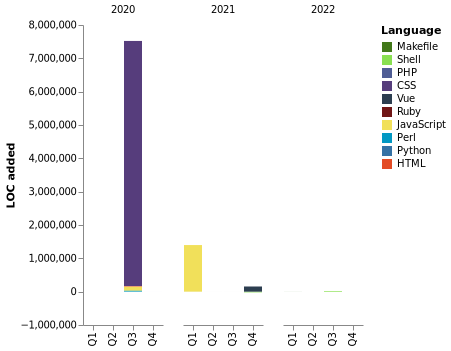 2020 2021 2022
LOC added
8,000,000
7,000,000
6,000,000
5,000,000
4,000,000
3,000,000
2,000,000
1,000,000
0
−1,000,000
Q1 Q2 Q3 Q4 Q1 Q2 Q3 Q4 Q1 Q2 Q3 Q4
Language
Makefile
Shell
PHP
CSS
Vue
Ruby
JavaScript
Perl
Python
HTML